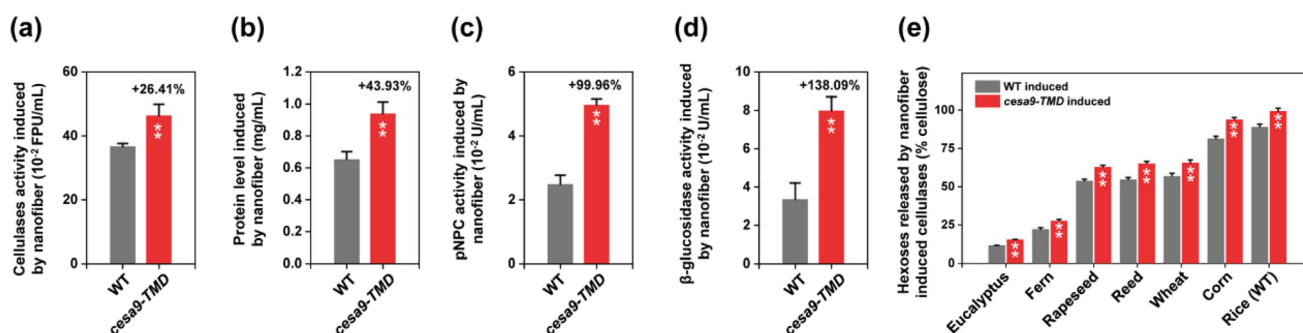 (a)
Cellulases activity induced
by nanofiber (10⁻² FPU/mL)
60
40
20
0
+26.41%
**
WT
cesa9-TMD
(b)
Protein level induced
by nanofiber (mg/mL)
1.2
1.0
0.8
0.6
0.4
0.2
0.0
+43.93%
**
WT
cesa9-TMD
(c)
pNPC activity induced by
nanofiber (10⁻² U/mL)
6
4
2
0
+99.96%
**
WT
cesa9-TMD
(d)
β-glucosidase activity induced
by nanofiber (10⁻² U/mL)
10
8
6
4
2
0
+138.09%
**
WT
cesa9-TMD
(e)
Hexoses released by nanofiber
induced cellulases (% cellulose)
100
75
50
25
0
WT induced
cesa9-TMD induced
**
**
**
**
**
**
**
Eucalyptus
Fern
Rapeseed
Reed
Wheat
Corn
Rice (WT)